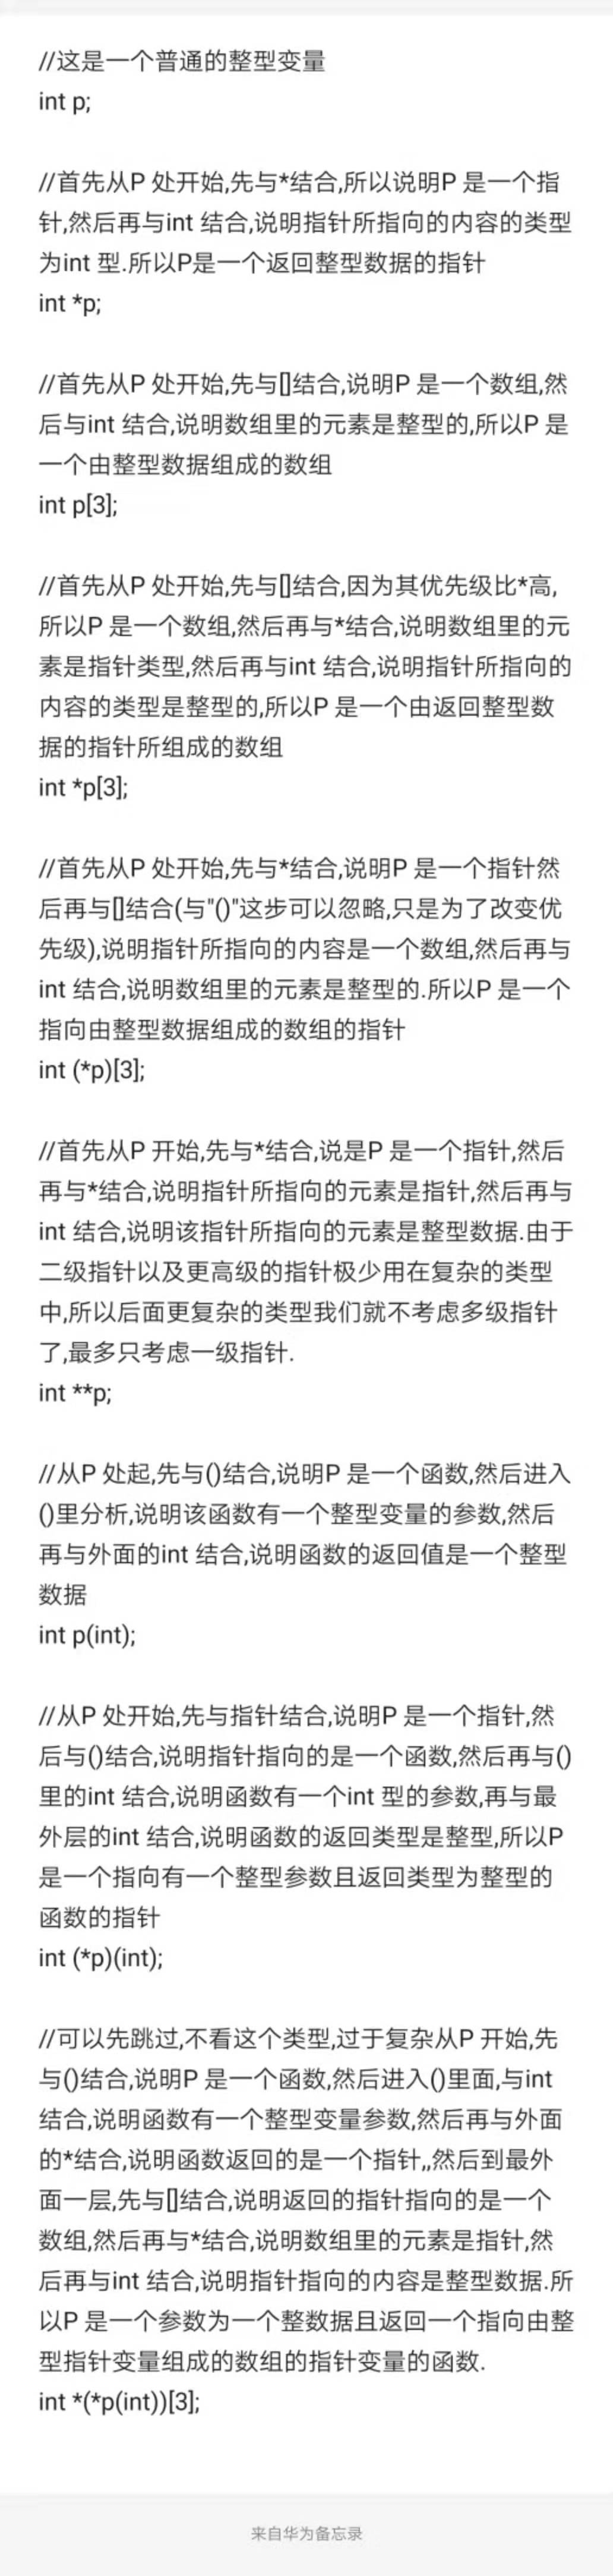 //这是一个普通的整型变量
int p;
//首先从P 处开始,先与*结合,所以说明P 是一个指
针,然后再与int 结合,说明指针所指向的内容的类型
为int 型.所以P是一个返回整型数据的指针
int *p;
//首先从P 处开始,先与[]结合,说明P 是一个数组,然
后与int 结合,说明数组里的元素是整型的,所以P 是
一个由整型数据组成的数组
int p[3];
//首先从P 处开始,先与[]结合,因为其优先级比*高,
所以P 是一个数组,然后再与*结合,说明数组里的元
素是指针类型,然后再与int 结合,说明指针所指向的
内容的类型是整型的,所以P 是一个由返回整型数
据的指针所组成的数组
int *p[3];
//首先从P 处开始,先与*结合,说明P 是一个指针然
后再与[]结合(与"()"这步可以忽略,只是为了改变优
先级),说明指针所指向的内容是一个数组,然后再与
int 结合,说明数组里的元素是整型的.所以P 是一个
指向由整型数据组成的数组的指针
int (*p)[3];
//首先从P 开始,先与*结合,说是P 是一个指针,然后
再与*结合,说明指针所指向的元素是指针,然后再与
int 结合,说明该指针所指向的元素是整型数据.由于
二级指针以及更高级的指针极少用在复杂的类型
中,所以后面更复杂的类型我们就不考虑多级指针
了,最多只考虑一级指针.
int **p;
//从P 处起,先与()结合,说明P 是一个函数,然后进入
()里分析,说明该函数有一个整型变量的参数,然后
再与外面的int 结合,说明函数的返回值是一个整型
数据
int p(int);
//从P 处开始,先与指针结合,说明P 是一个指针,然
后与()结合,说明指针指向的是一个函数,然后再与()
里的int 结合,说明函数有一个int 型的参数,再与最
外层的int 结合,说明函数的返回类型是整型,所以P
是一个指向有一个整型参数且返回类型为整型的
函数的指针
int (*p)(int);
//可以先跳过,不看这个类型,过于复杂从P 开始,先
与()结合,说明P 是一个函数,然后进入()里面,与int
结合,说明函数有一个整型变量参数,然后再与外面
的*结合,说明函数返回的是一个指针,,然后到最外
面一层,先与[]结合,说明返回的指针指向的是一个
数组,然后再与*结合,说明数组里的元素是指针,然
后再与int 结合,说明指针指向的内容是整型数据.所
以P 是一个参数为一个整数据且返回一个指向由整
型指针变量组成的数组的指针变量的函数.
int *(*p(int))[3];
来自华为备忘录